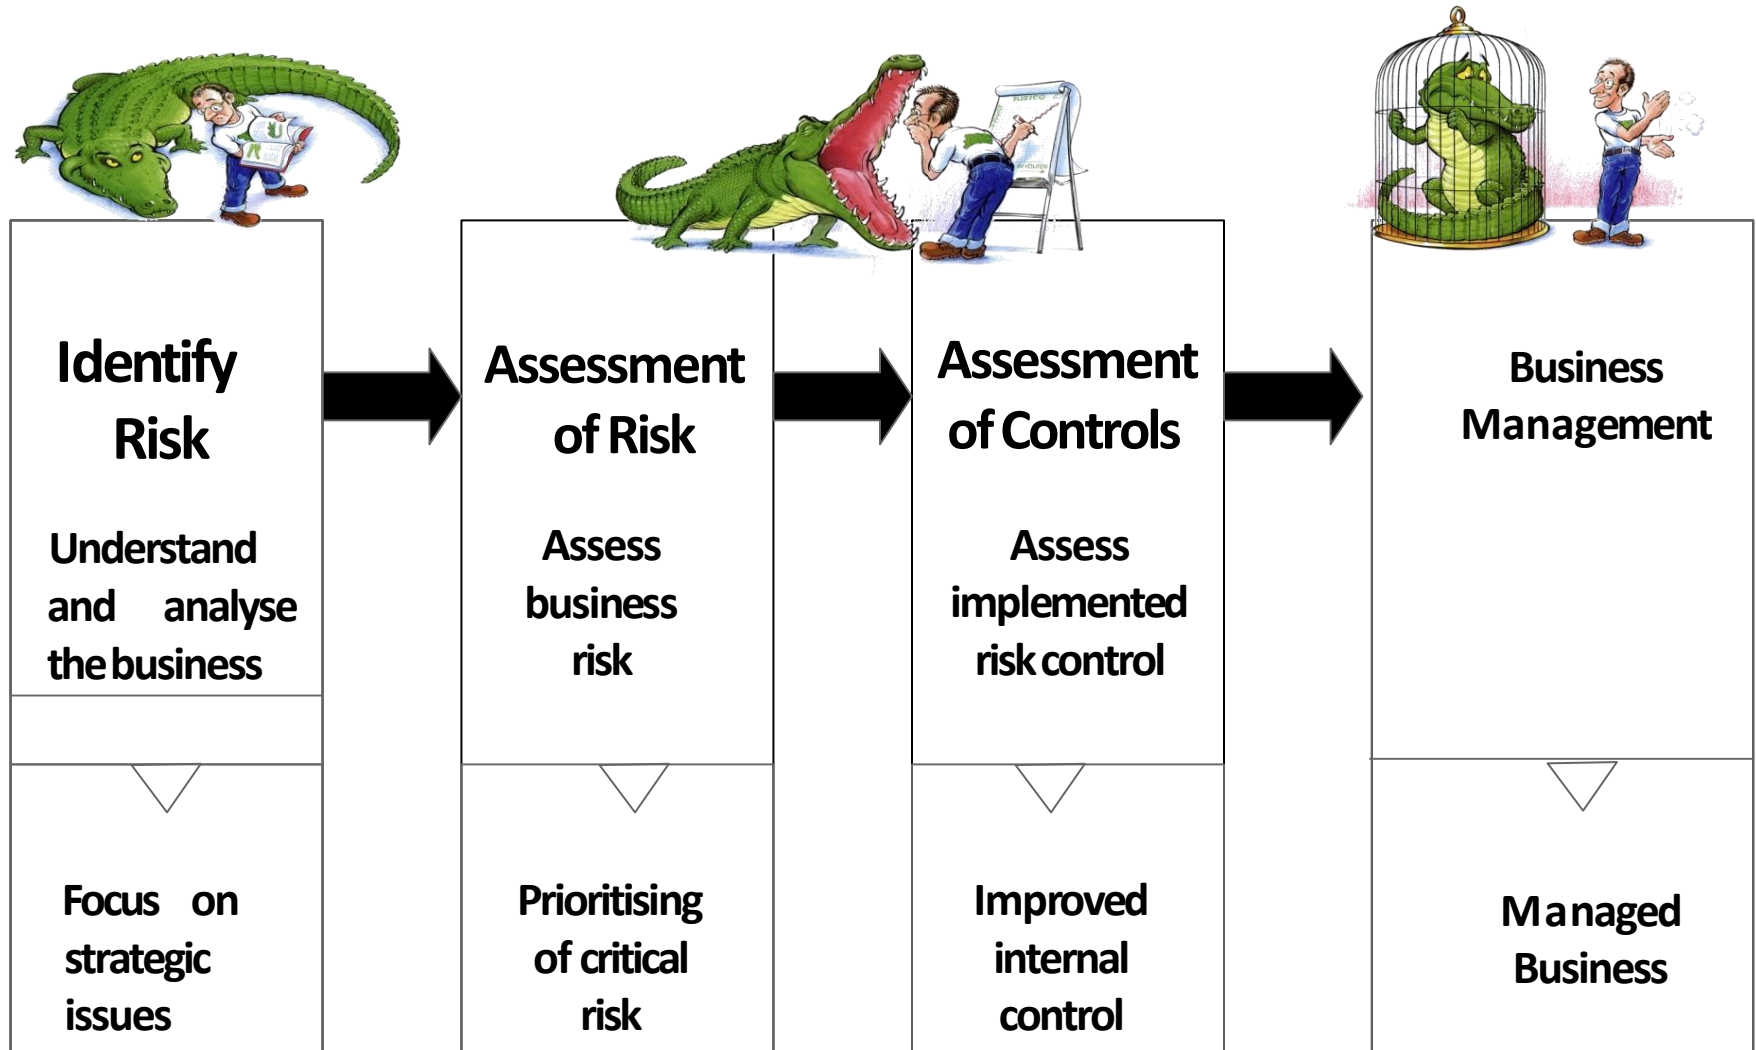 Identify
Risk
Understand
and analyse
the business
Focus on
strategic
issues
Assessment
of Risk
Assess
business
risk
Prioritising
of critical
risk
Assessment
of Controls
Assess
implemented
risk control
Improved
internal
control
Business
Management
Managed
Business